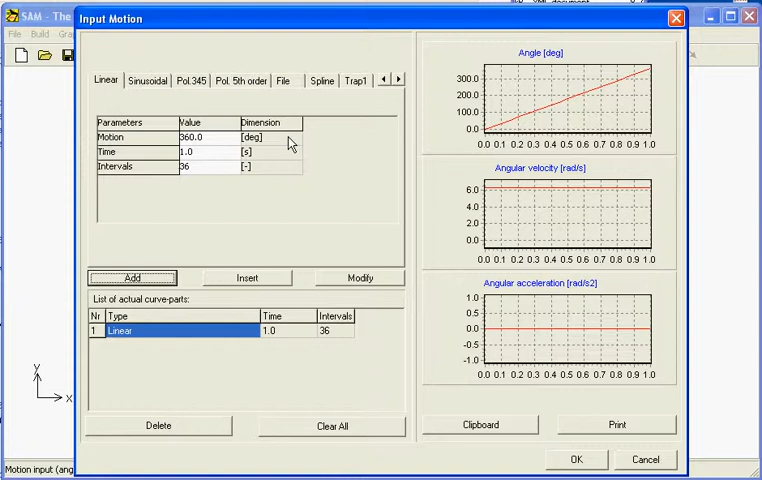 SAM - The
Input Motion
File Build Gra
Linear Sinusoidal Pol.345 Pol. 5th order File Spline Trap1
Parameters Value Dimension
Motion 360.0 [deg]
Time 1.0 [s]
Intervals 36 [-]
Add Insert Modify
List of actual curve-parts:
Nr Type Time Intervals
1 Linear 1.0 36
Delete Clear All
Angle [deg]
300.0
200.0
100.0
0.0
0.0 0.1 0.2 0.3 0.4 0.5 0.6 0.7 0.8 0.9 1.0
Angular velocity [rad/s]
6.0
4.0
2.0
0.0
0.0 0.1 0.2 0.3 0.4 0.5 0.6 0.7 0.8 0.9 1.0
Angular acceleration [rad/s2]
1.0
0.5
0.0
-0.5
-1.0
0.0 0.1 0.2 0.3 0.4 0.5 0.6 0.7 0.8 0.9 1.0
Clipboard Print
OK Cancel
Y
X
Motion input (ang